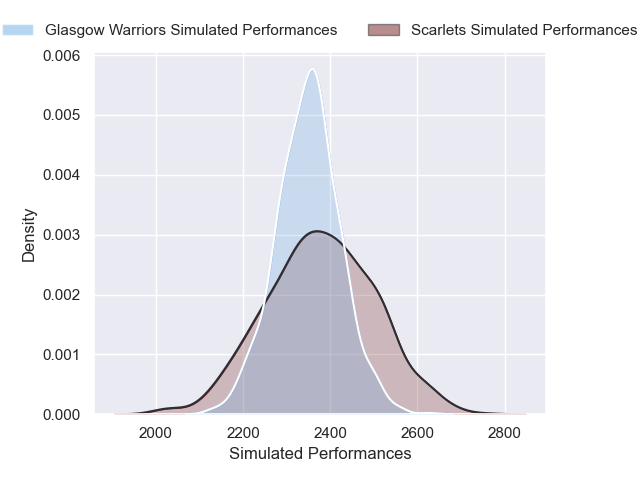 Glasgow Warriors Simulated Performances Scarlets Simulated Performances
0.006
0.005
0.004
0.003
0.002
0.001
0.000
Density
2000 2200 2400 2600 2800
Simulated Performances